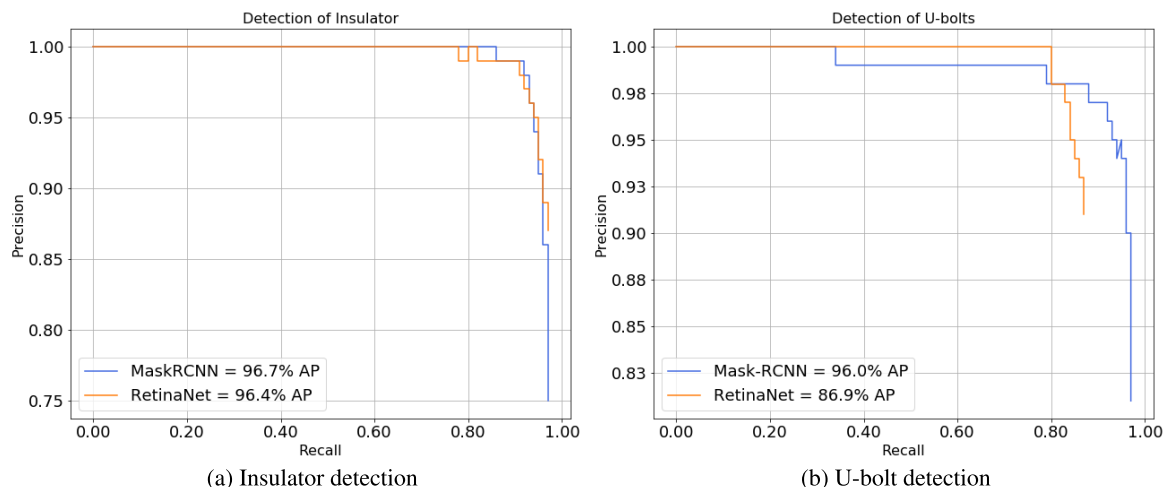 Detection of Insulator
1.00
0.95
0.90
0.85
0.80
0.75
Precision
MaskRCNN = 96.7% AP
RetinaNet = 96.4% AP
0.00 0.20 0.40 0.60 0.80 1.00
Recall
(a) Insulator detection
Detection of U-bolts
1.00
0.98
0.95
0.93
0.90
0.88
0.85
0.83
Precision
Mask-RCNN = 96.0% AP
RetinaNet = 86.9% AP
0.00 0.20 0.40 0.60 0.80 1.00
Recall
(b) U-bolt detection